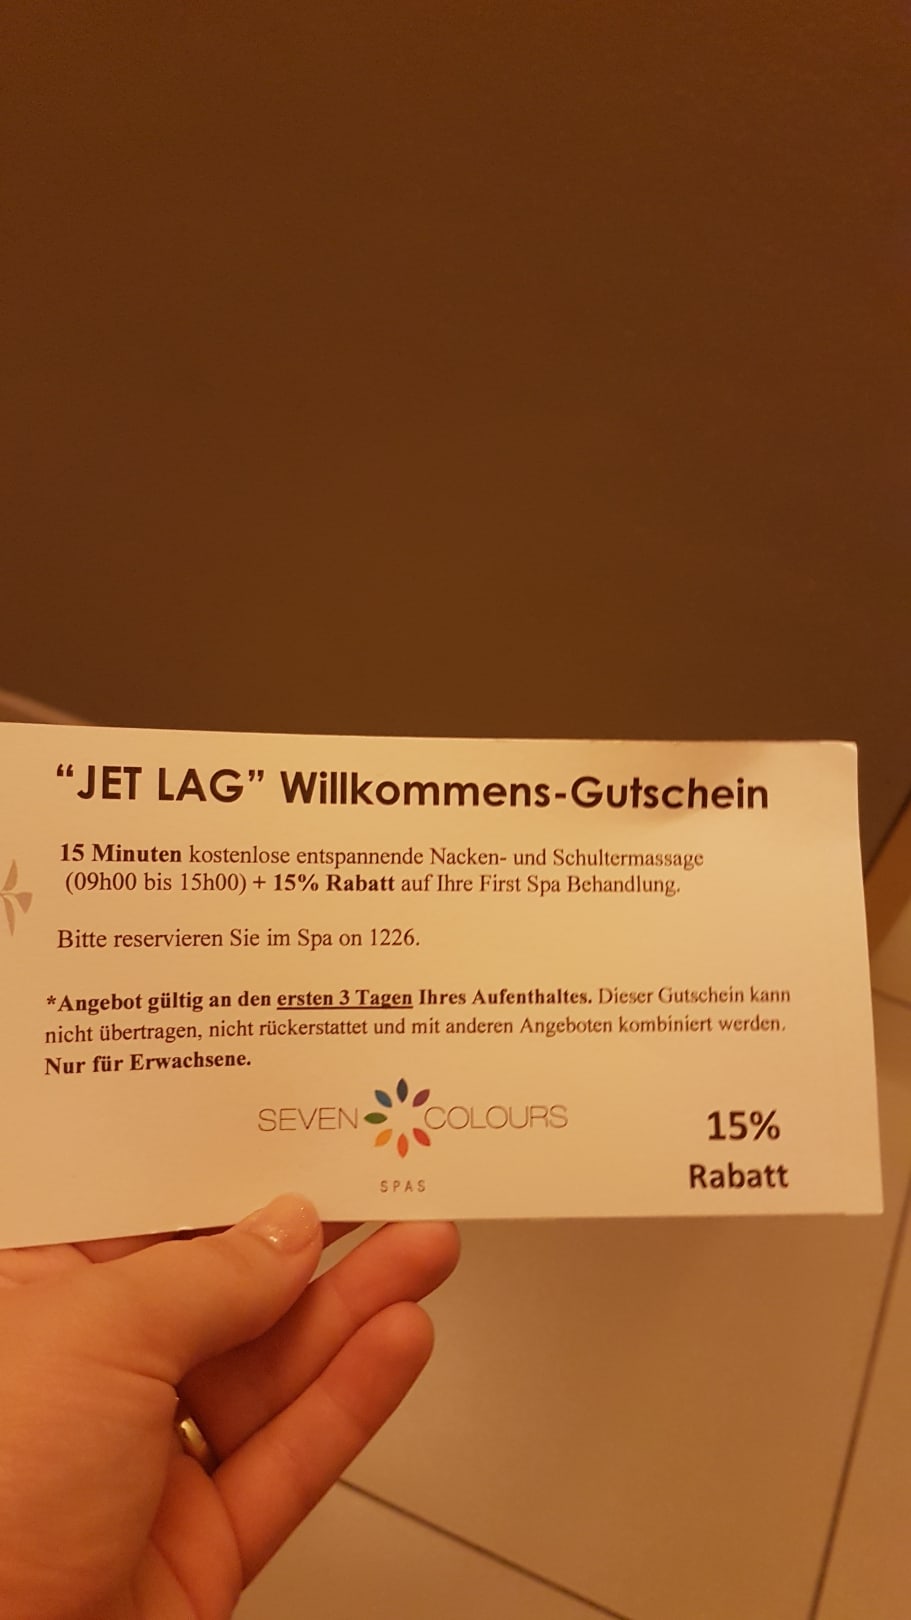 “JET LAG” Willkommens-Gutschein
15 Minuten kostenlose entspannende Nacken- und Schultermassage
(09h00 bis 15h00) + 15% Rabatt auf Ihre First Spa Behandlung.
Bitte reservieren Sie im Spa on 1226.
*Angebot gültig an den ersten 3 Tagen Ihres Aufenthaltes. Dieser Gutschein kann
nicht übertragen, nicht rückerstattet und mit anderen Angeboten kombiniert werden.
Nur für Erwachsene.
SEVEN COLOURS
SPAS
15%
Rabatt